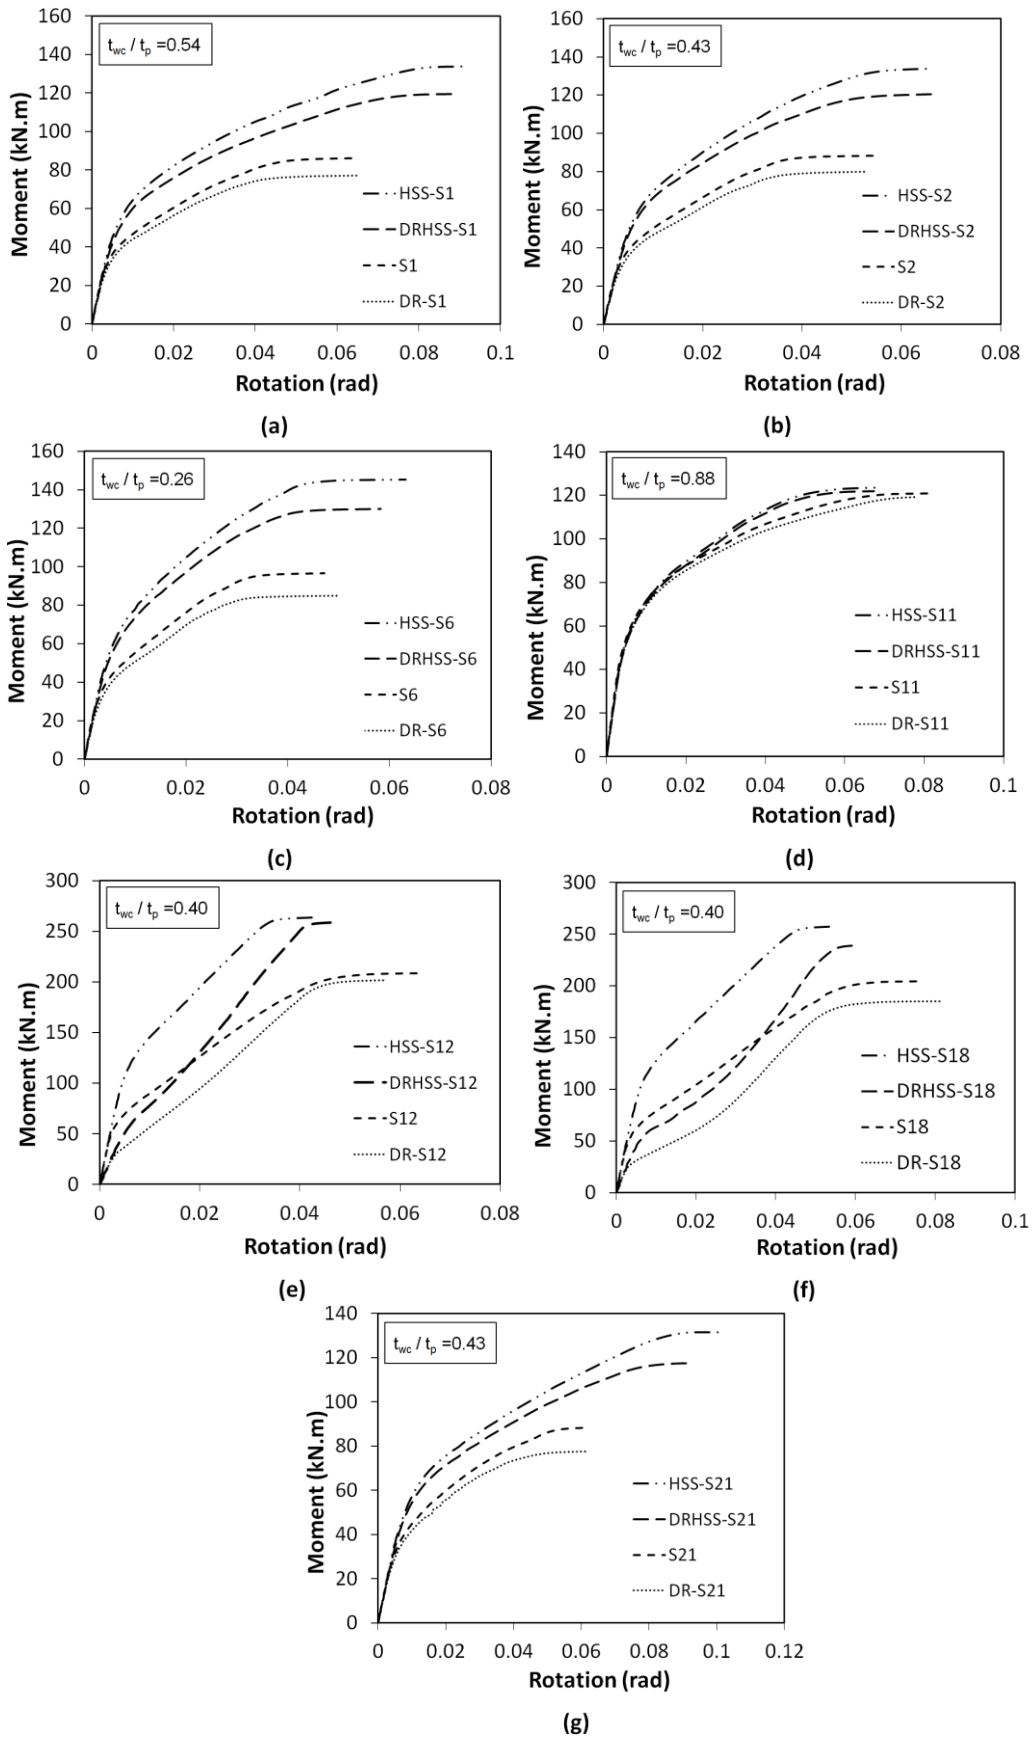 t_wc / t_p =0.54
160
140
120
100
80
60
40
20
0
Moment (kN.m)
HSS-S1
DRHSS-S1
S1
DR-S1
0 0.02 0.04 0.06 0.08 0.1
Rotation (rad)
(a)
t_wc / t_p =0.43
160
140
120
100
80
60
40
20
0
Moment (kN.m)
HSS-S2
DRHSS-S2
S2
DR-S2
0 0.02 0.04 0.06 0.08
Rotation (rad)
(b)
t_wc / t_p =0.26
160
140
120
100
80
60
40
20
0
Moment (kN.m)
HSS-S6
DRHSS-S6
S6
DR-S6
0 0.02 0.04 0.06 0.08
Rotation (rad)
(c)
t_wc / t_p =0.88
140
120
100
80
60
40
20
0
Moment (kN.m)
HSS-S11
DRHSS-S11
S11
DR-S11
0 0.02 0.04 0.06 0.08 0.1
Rotation (rad)
(d)
t_wc / t_p =0.40
300
250
200
150
100
50
0
Moment (kN.m)
HSS-S12
DRHSS-S12
S12
DR-S12
0 0.02 0.04 0.06 0.08
Rotation (rad)
(e)
t_wc / t_p =0.40
300
250
200
150
100
50
0
Moment (kN.m)
HSS-S18
DRHSS-S18
S18
DR-S18
0 0.02 0.04 0.06 0.08 0.1
Rotation (rad)
(f)
t_wc / t_p =0.43
140
120
100
80
60
40
20
0
Moment (kN.m)
HSS-S21
DRHSS-S21
S21
DR-S21
0 0.02 0.04 0.06 0.08 0.1 0.12
Rotation (rad)
(g)